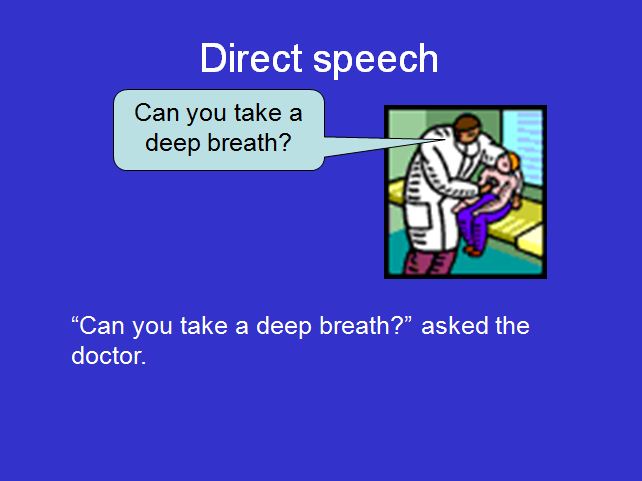 Direct speech
Can you take a
deep breath?
“Can you take a deep breath?” asked the
doctor.